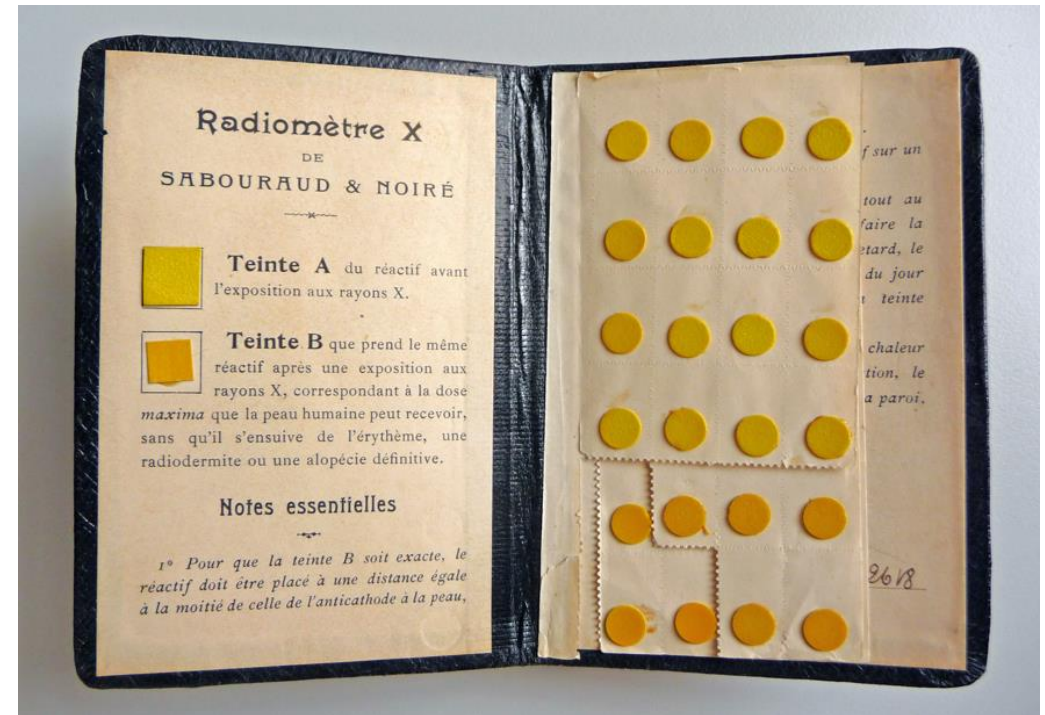 Radiomètre X
DE
SABOURAUD & NOIRÉ
Teinte A du réactif avant
l'exposition aux rayons X.
Teinte B que prend le même
réactif après une exposition aux
rayons X, correspondant à la dose
maxima que la peau humaine peut recevoir,
sans qu'il s'ensuive de l'érythème, une
radiodermite ou une alopécie définitive.
Notes essentielles
1º Pour que la teinte B soit exacte, le
réactif doit être placé à une distance égale
à la moitié de celle de l'anticathode à la peau,
f sur un
tout au
faire la
etard, le
du jour
teinte
chaleur
tion, le
a paroi,